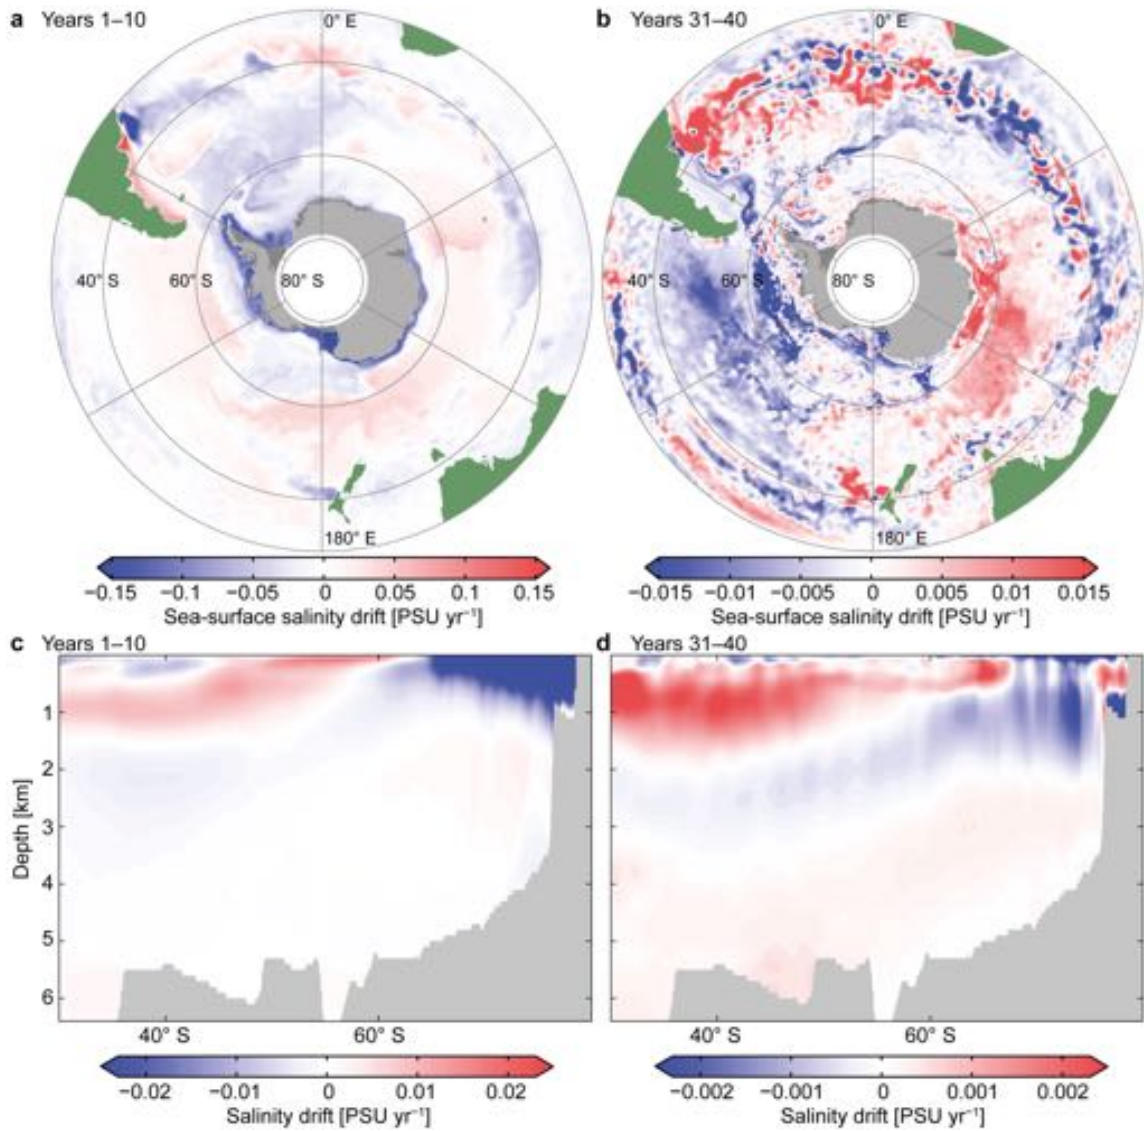 a Years 1–10
0° E
40° S
60° S
80° S
180° E
−0.15 −0.1 −0.05 0 0.05 0.1 0.15
Sea-surface salinity drift [PSU yr⁻¹]
b Years 31–40
0° E
40° S
60° S
80° S
180° E
−0.015 −0.01 −0.005 0 0.005 0.01 0.015
Sea-surface salinity drift [PSU yr⁻¹]
c Years 1–10
1
2
3
4
5
6
Depth [km]
40° S 60° S
−0.02 −0.01 0 0.01 0.02
Salinity drift [PSU yr⁻¹]
d Years 31–40
40° S 60° S
−0.002 −0.001 0 0.001 0.002
Salinity drift [PSU yr⁻¹]